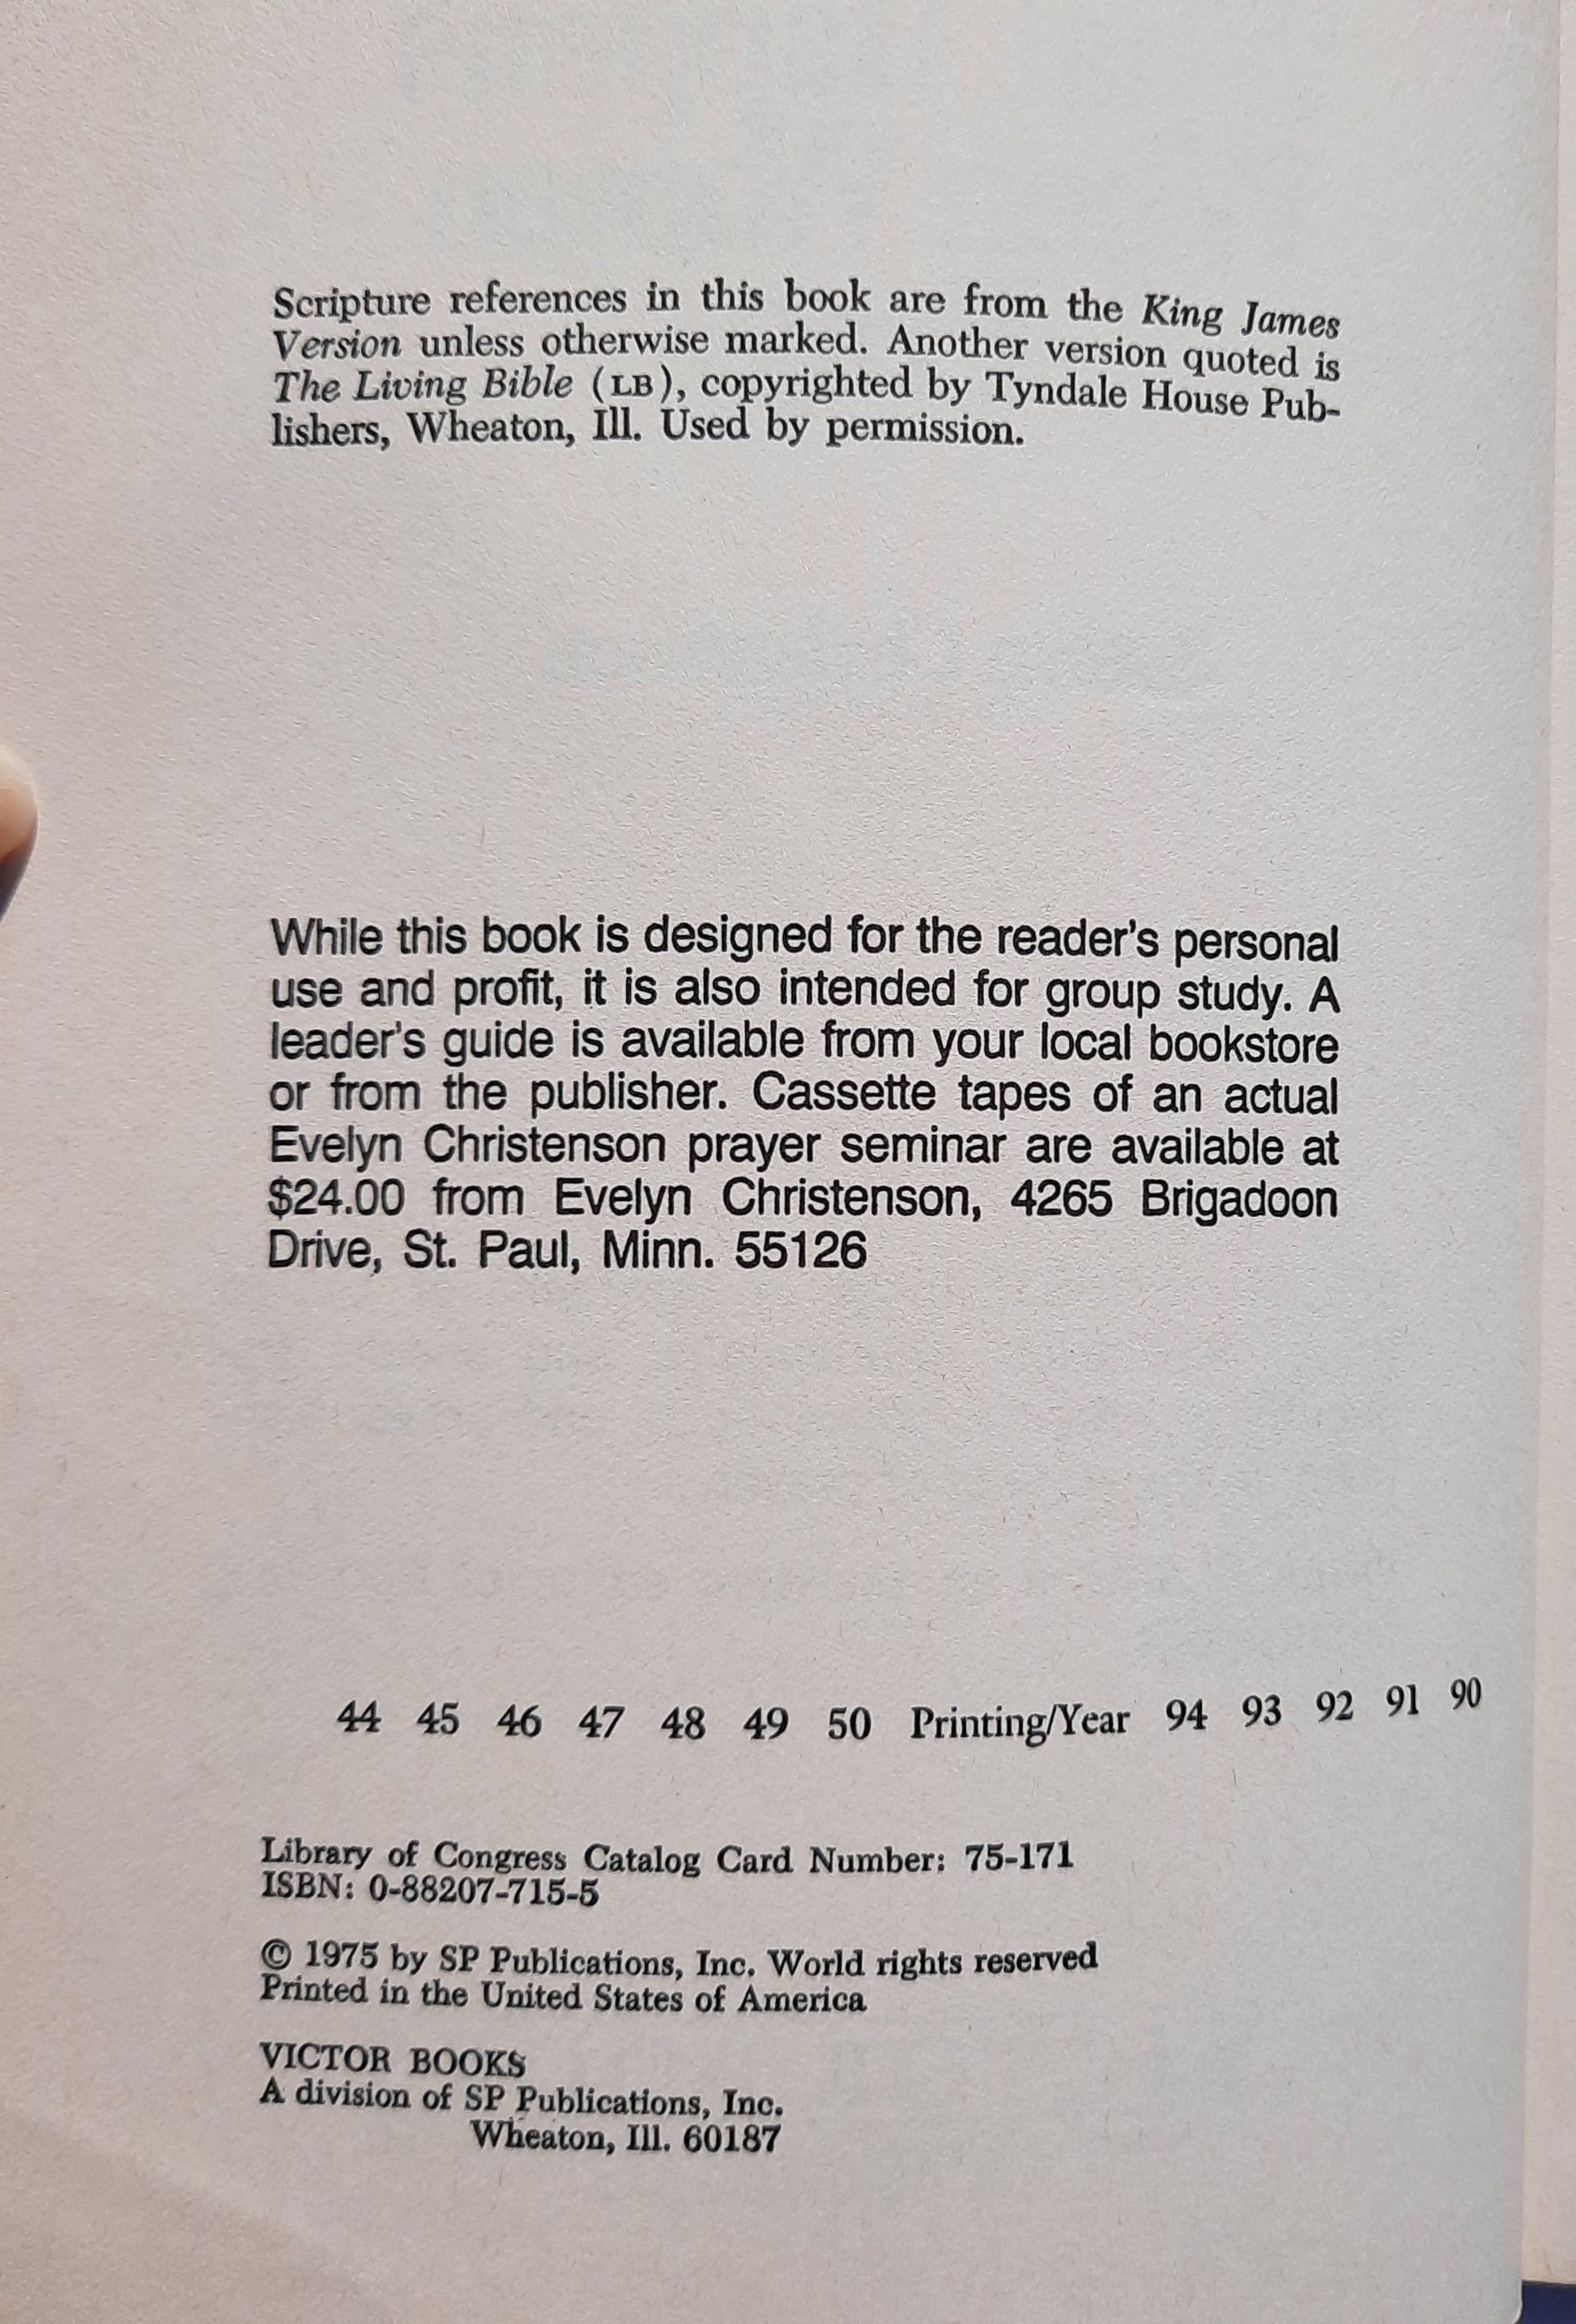 Scripture references in this book are from the King James
Version unless otherwise marked. Another version quoted is
The Living Bible (LB), copyrighted by Tyndale House Pub-
lishers, Wheaton, Ill. Used by permission.
While this book is designed for the reader's personal
use and profit, it is also intended for group study. A
leader's guide is available from your local bookstore
or from the publisher. Cassette tapes of an actual
Evelyn Christenson prayer seminar are available at
$24.00 from Evelyn Christenson, 4265 Brigadoon
Drive, St. Paul, Minn. 55126
44 45 46 47 48 49 50 Printing/Year 94 93 92 91 90
Library of Congress Catalog Card Number: 75-171
ISBN: 0-88207-715-5
© 1975 by SP Publications, Inc. World rights reserved
Printed in the United States of America
VICTOR BOOKS
A division of SP Publications, Inc.
Wheaton, Ill. 60187